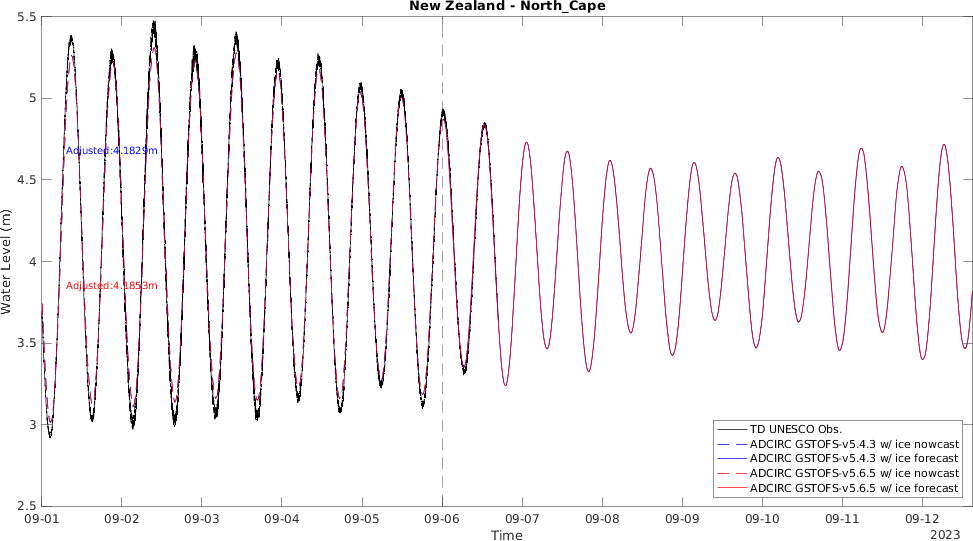 New Zealand - North_Cape
5.5
5
4.5
4
3.5
3
2.5
Water Level (m)
Adjusted:4.1829m
Adjusted:4.1853m
TD UNESCO Obs.
ADCIRC GSTOFS-v5.4.3 w/ ice nowcast
ADCIRC GSTOFS-v5.4.3 w/ ice forecast
ADCIRC GSTOFS-v5.6.5 w/ ice nowcast
ADCIRC GSTOFS-v5.6.5 w/ ice forecast
09-01 09-02 09-03 09-04 09-05 09-06 09-07 09-08 09-09 09-10 09-11 09-12
Time
2023